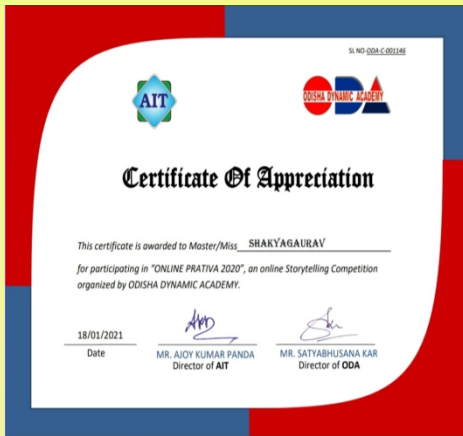 SL NO-ODA-C-001146
AIT
ODISHA DYNAMIC ACADEMY
ODA
Certificate Of Appreciation
This certificate is awarded to Master/Miss SHAKYAGAURAV
for participating in "ONLINE PRATIVA 2020", an online Storytelling Competition
organized by ODISHA DYNAMIC ACADEMY.
18/01/2021
Date
MR. AJOY KUMAR PANDA
Director of AIT
MR. SATYABHUSANA KAR
Director of ODA